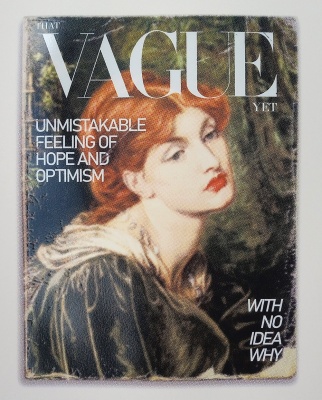 THAT
VAGUE
YET
UNMISTAKABLE
FEELING OF
HOPE AND
OPTIMISM
WITH
NO
IDEA
WHY